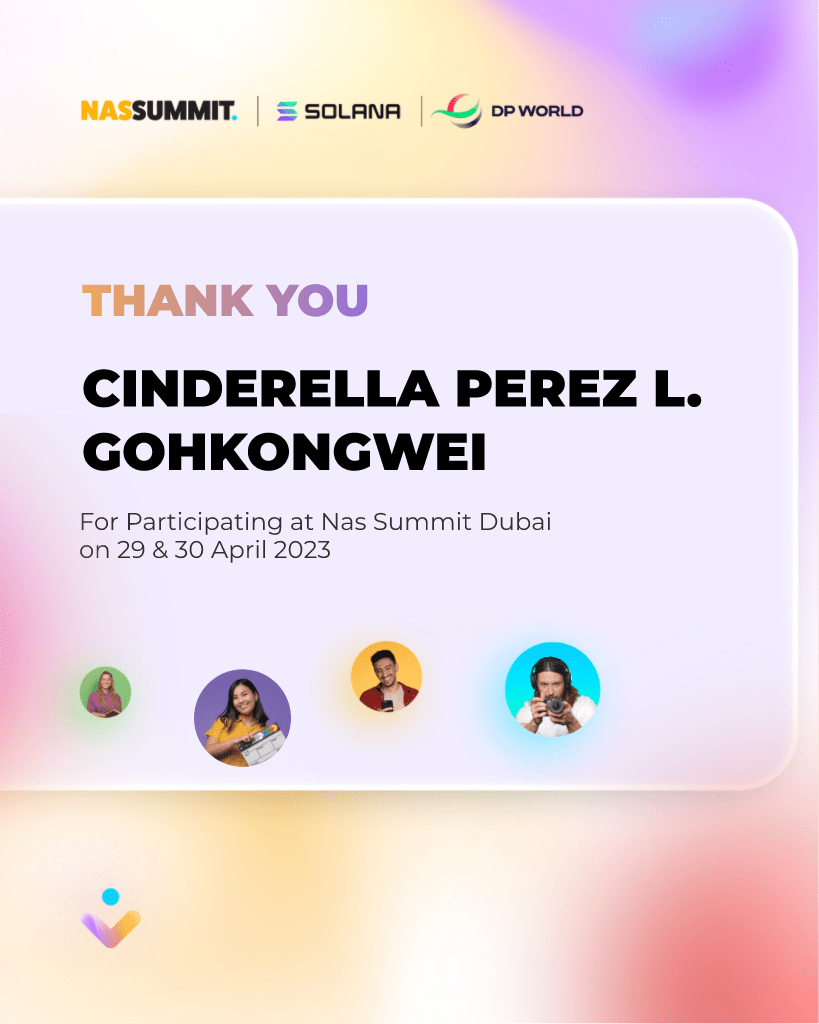 NASSUMMIT. | SOLANA | DP WORLD
THANK YOU
CINDERELLA PEREZ L.
GOHKONGWEI
For Participating at Nas Summit Dubai
on 29 & 30 April 2023